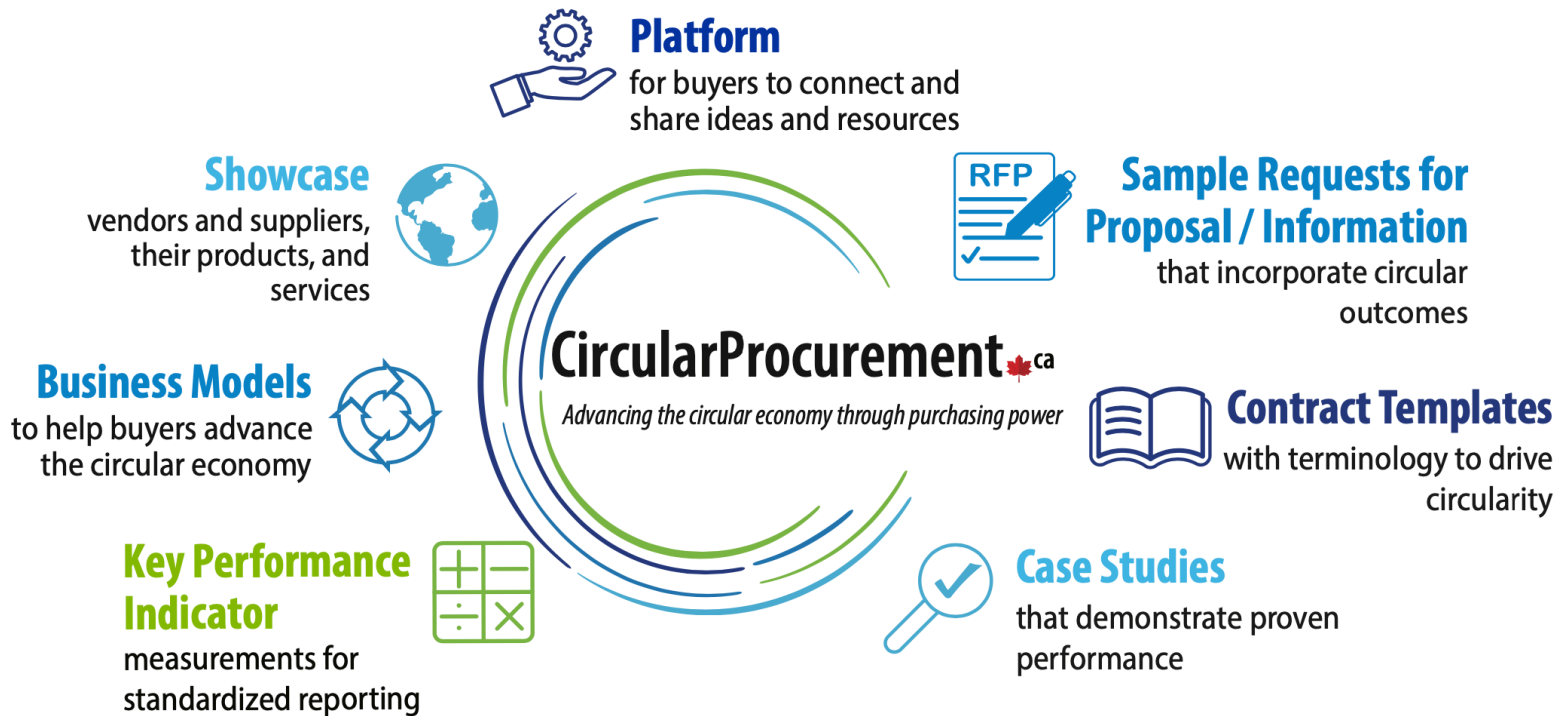 Platform
for buyers to connect and
share ideas and resources
RFP
Sample Requests for
Proposal / Information
that incorporate circular
outcomes
Contract Templates
with terminology to drive
circularity
Case Studies
that demonstrate proven
performance
Key Performance
Indicator
measurements for
standardized reporting
Business Models
to help buyers advance
the circular economy
Showcase
vendors and suppliers,
their products, and
services
CircularProcurement.ca
Advancing the circular economy through purchasing power